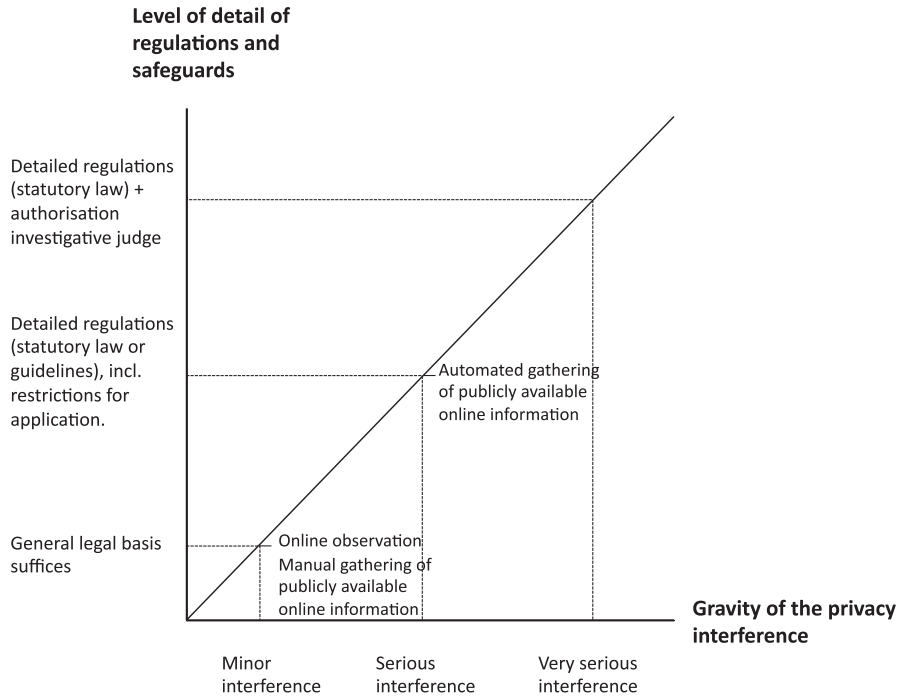 Level of detail of
regulations and
safeguards
Detailed regulations
(statutory law) +
authorisation
investigative judge
Detailed regulations
(statutory law or
guidelines), incl.
restrictions for
application.
Automated gathering
of publicly available
online information
General legal basis
suffices
Online observation
Manual gathering of
publicly available
online information
Gravity of the privacy
interference
Minor
interference
Serious
interference
Very serious
interference